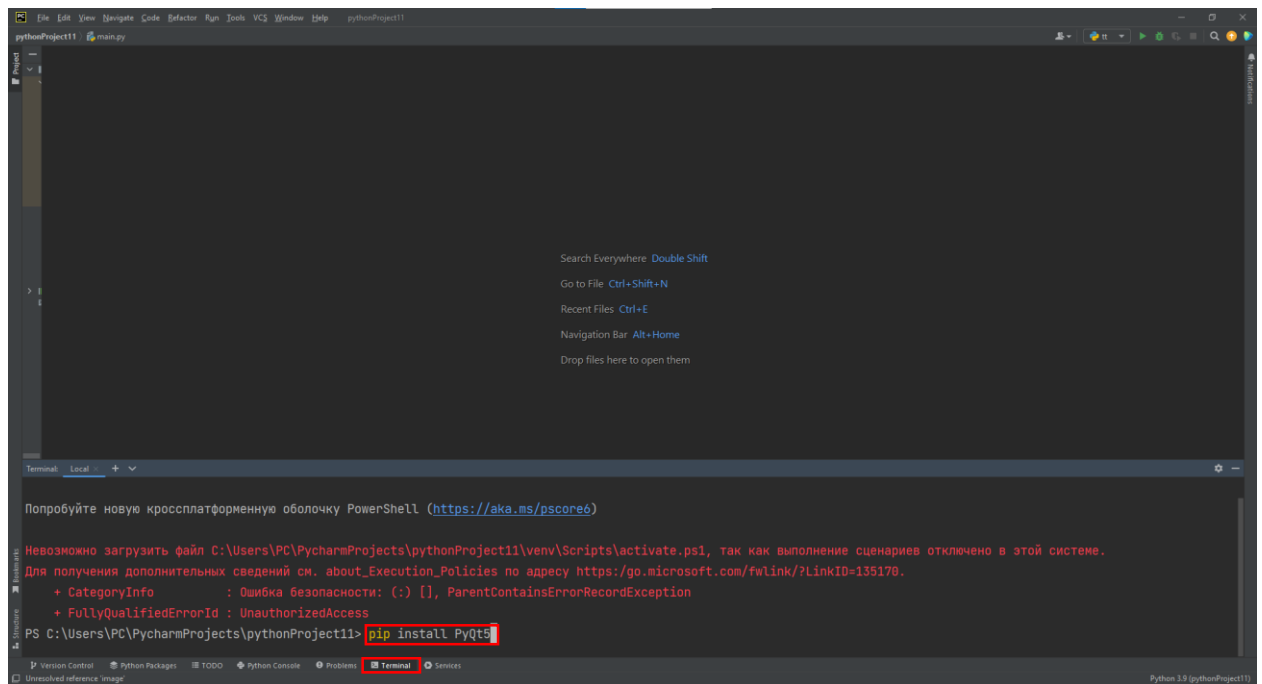 File Edit View Navigate Code Refactor Run Tools VCS Window Help pythonProject11
pythonProject11 main.py
tt
Project
Notifications
Search Everywhere Double Shift
Go to File Ctrl+Shift+N
Recent Files Ctrl+E
Navigation Bar Alt+Home
Drop files here to open them
Terminal: Local
Попробуйте новую кроссплатформенную оболочку PowerShell (https://aka.ms/pscore6)
Невозможно загрузить файл C:\Users\PC\PycharmProjects\pythonProject11\venv\Scripts\activate.ps1, так как выполнение сценариев отключено в этой системе.
Для получения дополнительных сведений см. about_Execution_Policies по адресу https:/go.microsoft.com/fwlink/?LinkID=135170.
+ CategoryInfo : Ошибка безопасности: (:) [], ParentContainsErrorRecordException
+ FullyQualifiedErrorId : UnauthorizedAccess
PS C:\Users\PC\PycharmProjects\pythonProject11> pip install PyQt5
Bookmarks
Structure
Version Control Python Packages TODO Python Console Problems Terminal Services
Unresolved reference 'image' Python 3.9 (pythonProject11)